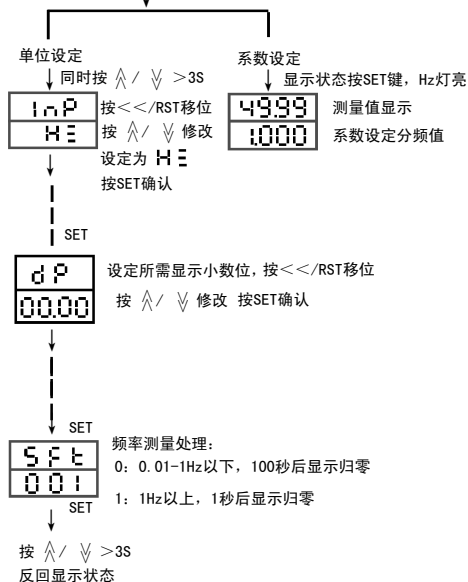 单位设定
同时按 ︽/ ︾ >3S
InP
HΞ
按<</RST移位
按 ︽/ ︾ 修改
设定为 HΞ
按SET确认
SET
dP
00.00
设定所需显示小数位,按<</RST移位
按 ︽/ ︾ 修改 按SET确认
SET
SFt
001
频率测量处理:
0: 0.01-1Hz以下, 100秒后显示归零
1: 1Hz以上, 1秒后显示归零
SET
按 ︽/ ︾ >3S
反回显示状态
系数设定
显示状态按SET键, Hz灯亮
49.99 测量值显示
1.000 系数设定分频值